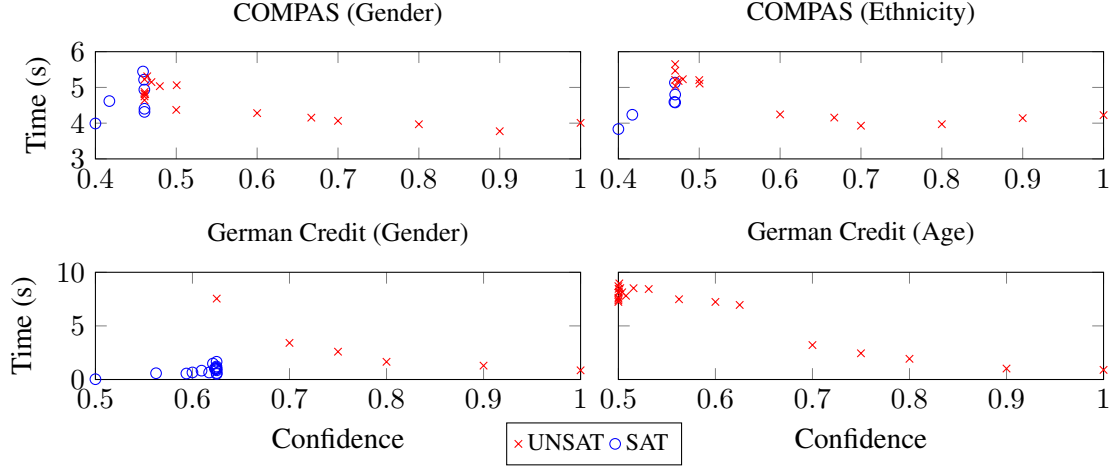 COMPAS (Gender)
COMPAS (Ethnicity)
Time (s)
6
5
4
3
0.4 0.5 0.6 0.7 0.8 0.9 1
0.4 0.5 0.6 0.7 0.8 0.9 1
German Credit (Gender)
German Credit (Age)
Time (s)
10
5
0
0.5 0.6 0.7 0.8 0.9 1
0.5 0.6 0.7 0.8 0.9 1
Confidence
Confidence
UNSAT SAT